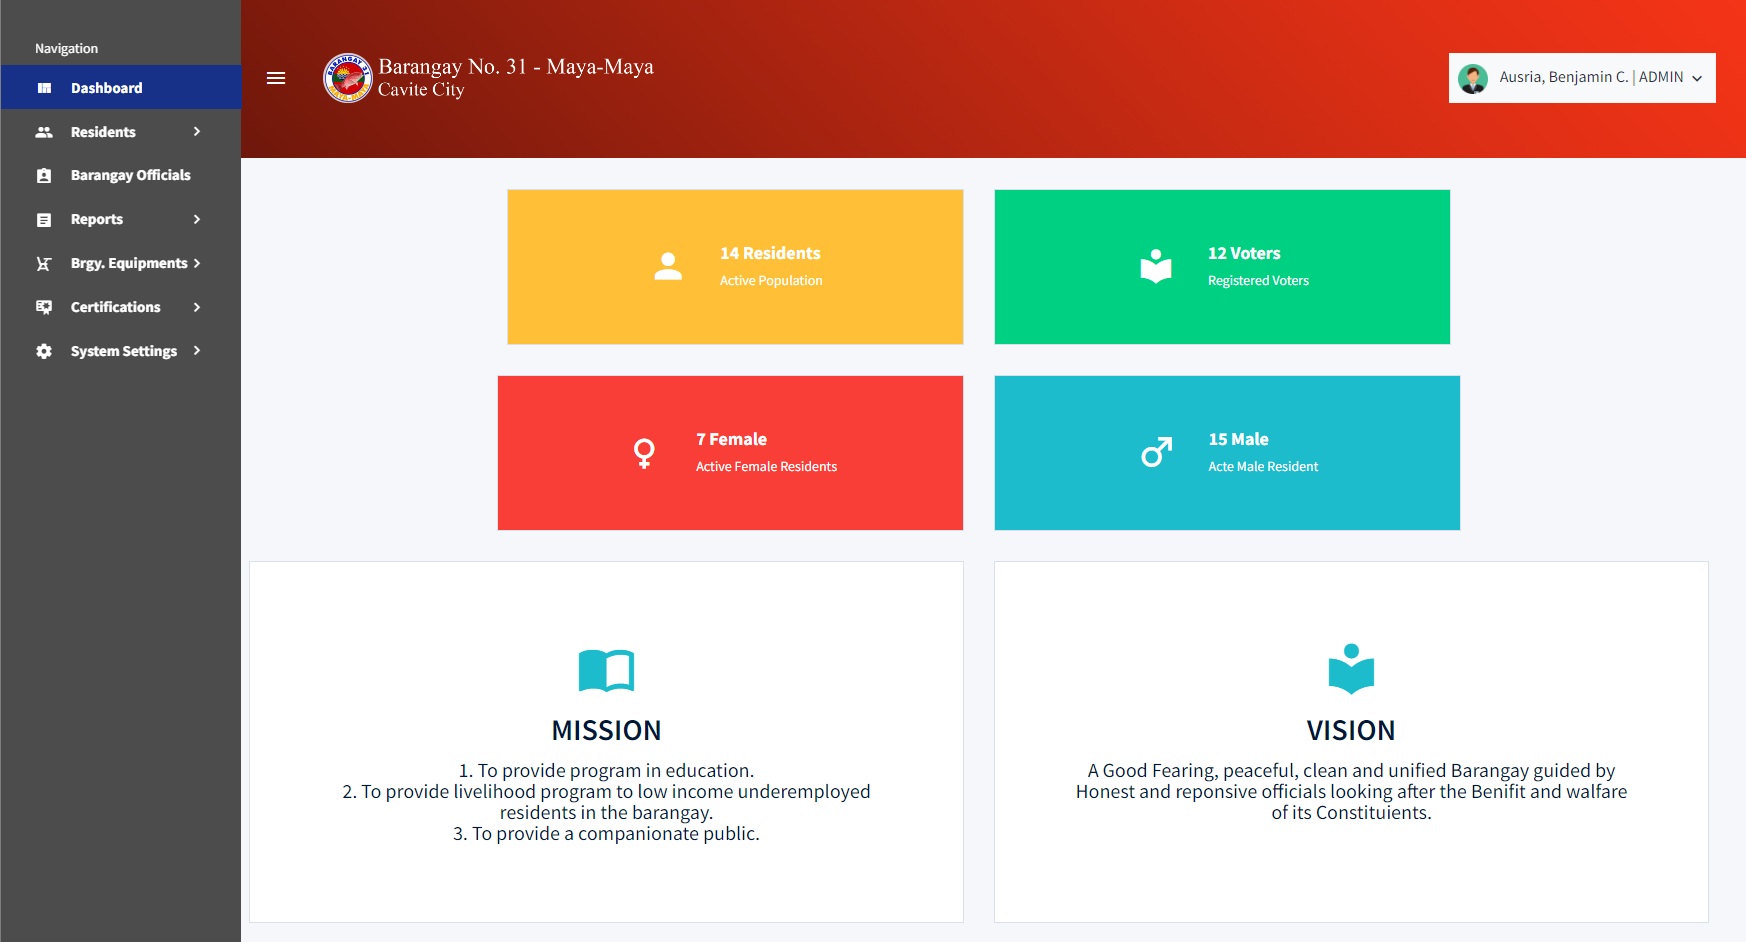 Navigation
Dashboard
Residents
Barangay Officials
Reports
Brgy. Equipments
Certifications
System Settings
BARANGAY 31
MAYA-MAYA
Barangay No. 31 - Maya-Maya
Cavite City
Ausria, Benjamin C. | ADMIN
14 Residents
Active Population
12 Voters
Registered Voters
7 Female
Active Female Residents
15 Male
Acte Male Resident
MISSION
1. To provide program in education.
2. To provide livelihood program to low income underemployed
residents in the barangay.
3. To provide a companionate public.
VISION
A Good Fearing, peaceful, clean and unified Barangay guided by
Honest and reponsive officials looking after the Benifit and walfare
of its Constituients.